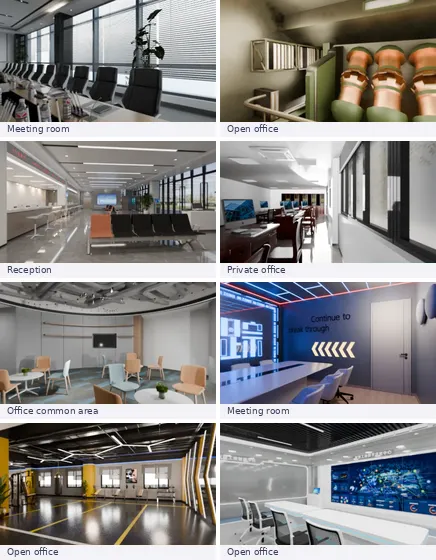 Meeting room
Open office
Reception
Private office
Office common area
Continue to
break through
Meeting room
Open office
Open office